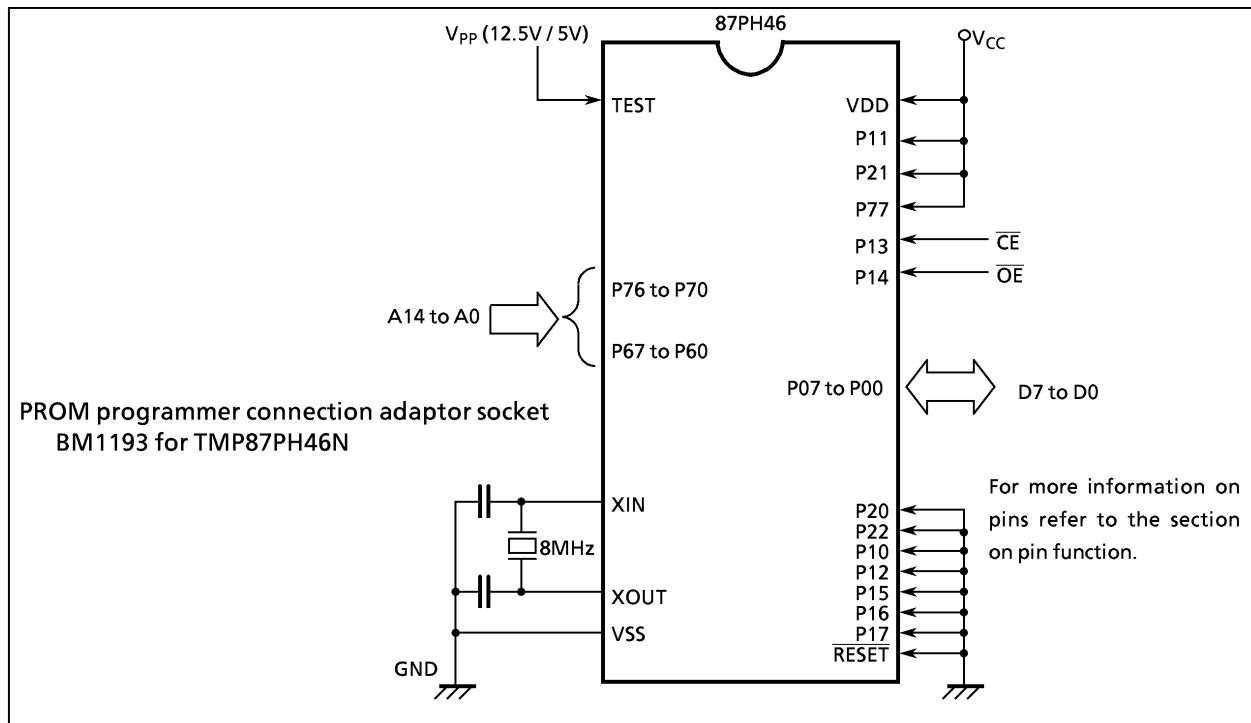 87PH46
VPP (12.5V / 5V)
VCC
TEST
VDD
P11
P21
P77
P13
CE
P14
OE
A14 to A0
P76 to P70
P67 to P60
P07 to P00
D7 to D0
PROM programmer connection adaptor socket
BM1193 for TMP87PH46N
XIN
8MHz
XOUT
VSS
GND
P20
P22
P10
P12
P15
P16
P17
RESET
For more information on
pins refer to the section
on pin function.